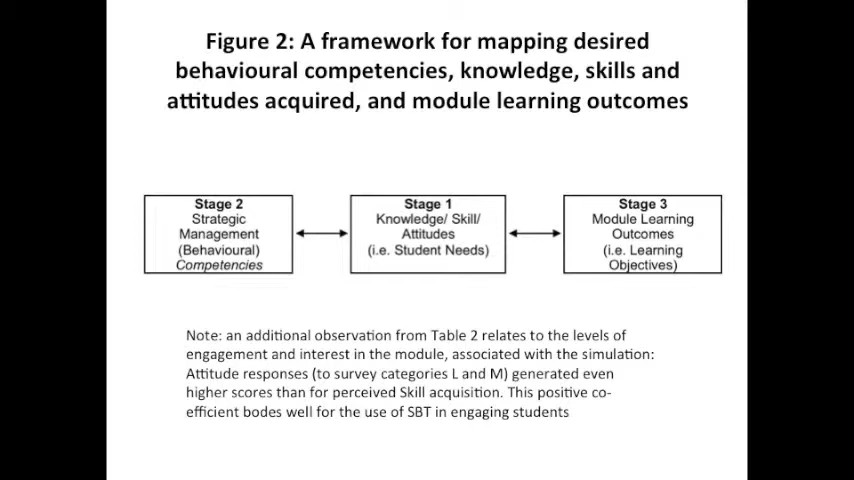 Figure 2: A framework for mapping desired
behavioural competencies, knowledge, skills and
attitudes acquired, and module learning outcomes
Stage 2
Strategic
Management
(Behavioural)
Competencies
Stage 1
Knowledge/ Skill/
Attitudes
(i.e. Student Needs)
Stage 3
Module Learning
Outcomes
(i.e. Learning
Objectives)
Note: an additional observation from Table 2 relates to the levels of
engagement and interest in the module, associated with the simulation:
Attitude responses (to survey categories L and M) generated even
higher scores than for perceived Skill acquisition. This positive co-
efficient bodes well for the use of SBT in engaging students